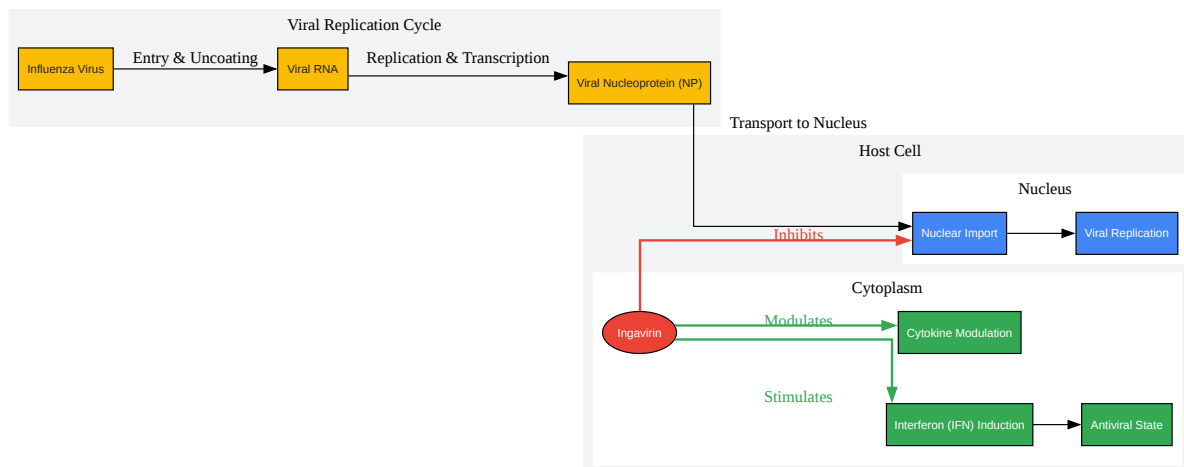 Viral Replication Cycle
Influenza Virus
Entry & Uncoating
Viral RNA
Replication & Transcription
Viral Nucleoprotein (NP)
Transport to Nucleus
Host Cell
Nucleus
Nuclear Import
Viral Replication
Inhibits
Cytoplasm
Ingavirin
Modulates
Cytokine Modulation
Stimulates
Interferon (IFN) Induction
Antiviral State